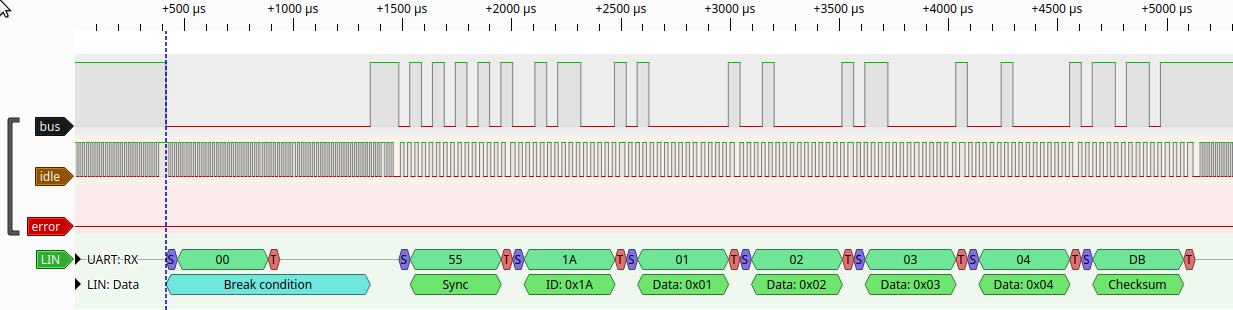 +500 µs +1000 µs +1500 µs +2000 µs +2500 µs +3000 µs +3500 µs +4000 µs +4500 µs +5000 µs
bus
idle
error
LIN UART: RX S 00 T S 55 T S 1A T S 01 T S 02 T S 03 T S 04 T S DB T
LIN: Data Break condition Sync ID: 0x1A Data: 0x01 Data: 0x02 Data: 0x03 Data: 0x04 Checksum